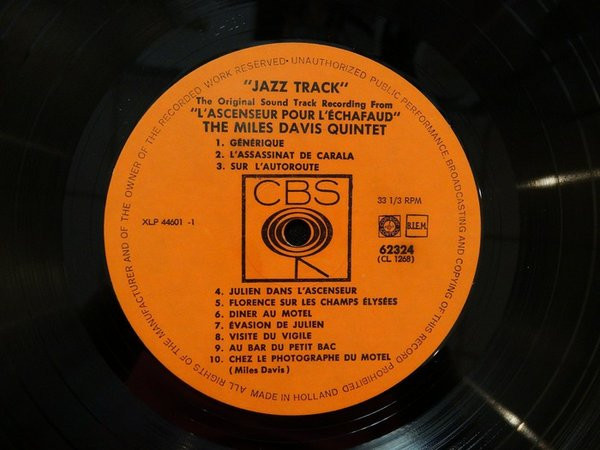 ALL RIGHTS OF THE MANUFACTURER AND OF THE OWNER OF THE RECORDED WORK RESERVED • UNAUTHORIZED PUBLIC PERFORMANCE BROADCASTING AND COPYING OF THIS RECORD PROHIBITED
"JAZZ TRACK"
The Original Sound Track Recording From
"L'ASCENSEUR POUR L'ÉCHAFAUD"
THE MILES DAVIS QUINTET
1. GÉNÉRIQUE
2. L'ASSASSINAT DE CARALA
3. SUR L'AUTOROUTE
CBS
33 1/3 RPM
XLP 44601 -1
B.I.E.M.
62324
(CL 1268)
4. JULIEN DANS L'ASCENSEUR
5. FLORENCE SUR LES CHAMPS ÉLYSÉES
6. DINER AU MOTEL
7. ÉVASION DE JULIEN
8. VISITE DU VIGILE
9. AU BAR DU PETIT BAC
10. CHEZ LE PHOTOGRAPHE DU MOTEL
(Miles Davis)
MADE IN HOLLAND